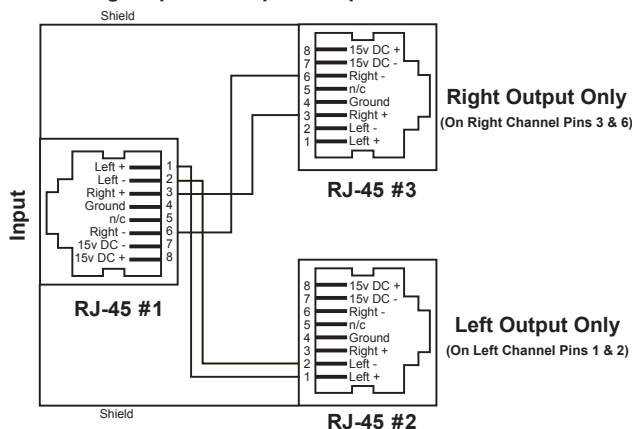 Shield
8 15v DC +
7 15v DC -
6 Right -
5 n/c
4 Ground
3 Right +
2 Left -
1 Left +
RJ-45 #3
Right Output Only
(On Right Channel Pins 3 & 6)
Input
Left + 1
Left - 2
Right + 3
Ground 4
n/c 5
Right - 6
15v DC - 7
15v DC + 8
RJ-45 #1
8 15v DC +
7 15v DC -
6 Right -
5 n/c
4 Ground
3 Right +
2 Left -
1 Left +
RJ-45 #2
Left Output Only
(On Left Channel Pins 1 & 2)
Shield